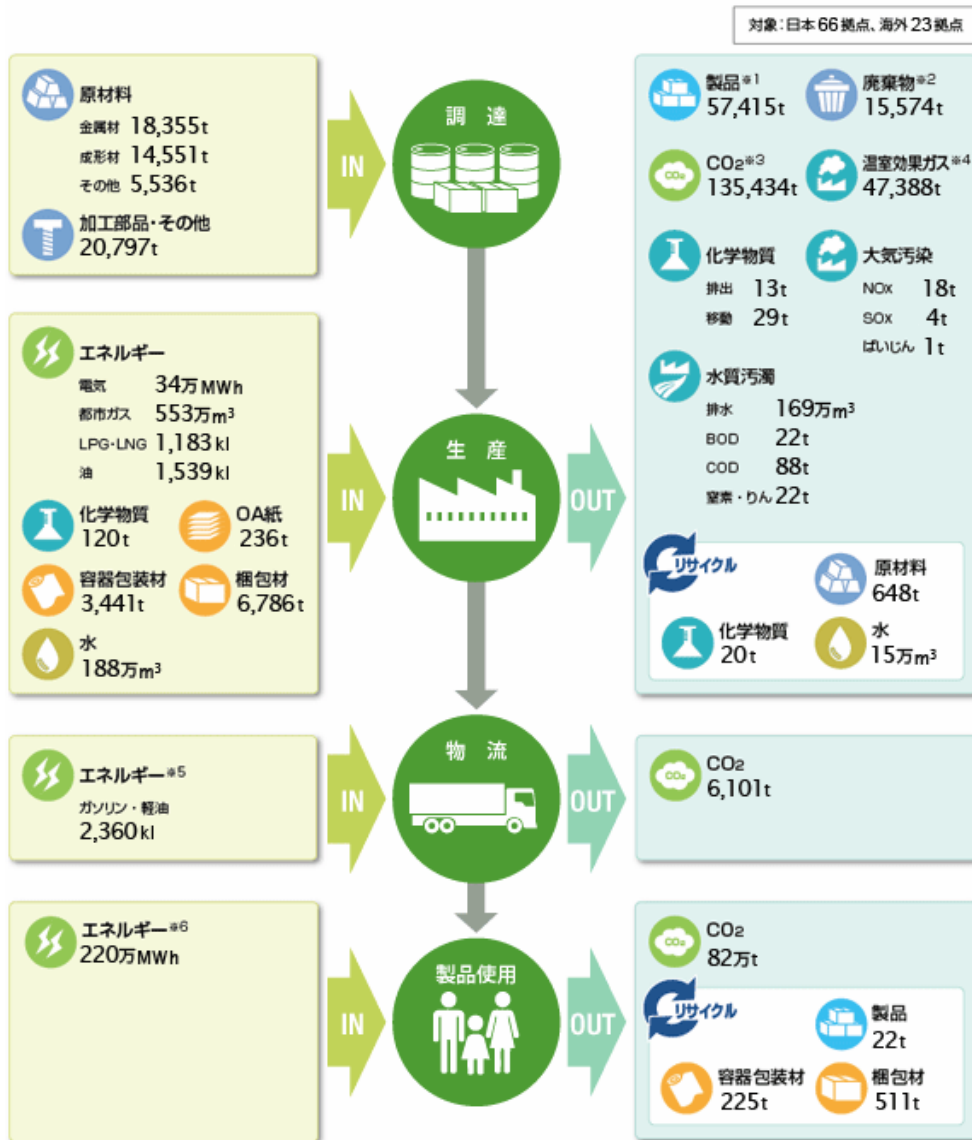 対象：日本66拠点、海外23拠点
原材料
金属材 18,355t
成形材 14,551t
その他 5,536t
加工部品・その他
20,797t
IN
調達
製品※1
57,415t
廃棄物※2
15,574t
CO2
CO2※3
135,434t
温室効果ガス※4
47,388t
化学物質
排出 13t
移動 29t
大気汚染
NOx 18t
SOx 4t
ばいじん 1t
水質汚濁
排水 169万m³
BOD 22t
COD 88t
窒素・りん 22t
エネルギー
電気 34万MWh
都市ガス 553万m³
LPG・LNG 1,183kl
油 1,539kl
化学物質
120t
OA紙
236t
容器包装材
3,441t
梱包材
6,786t
水
188万m³
IN
生産
OUT
リサイクル
原材料
648t
化学物質
20t
水
15万m³
エネルギー※5
ガソリン・軽油
2,360kl
IN
物流
OUT
CO2
CO2
6,101t
エネルギー※6
220万MWh
IN
製品使用
OUT
CO2
CO2
82万t
リサイクル
製品
22t
容器包装材
225t
梱包材
511t